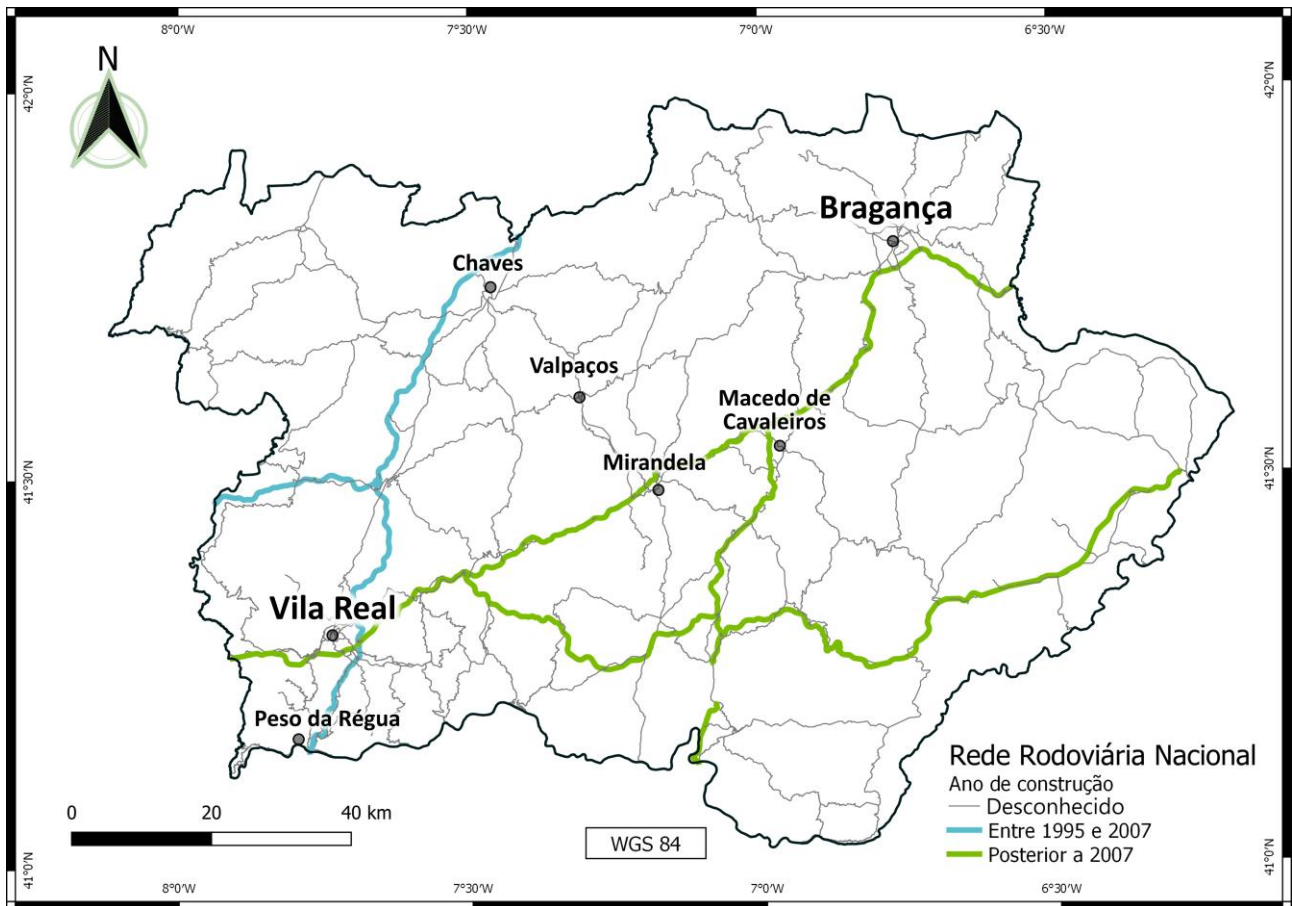 8°0'W 7°30'W 7°0'W 6°30'W
N
42°0'N 42°0'N
Bragança
Chaves
Valpaços
Macedo de
Cavaleiros
Mirandela
41°30'N 41°30'N
Vila Real
Peso da Régua
Rede Rodoviária Nacional
Ano de construção
Desconhecido
Entre 1995 e 2007
Posterior a 2007
0 20 40 km
WGS 84
41°0'N 41°0'N
8°0'W 7°30'W 7°0'W 6°30'W